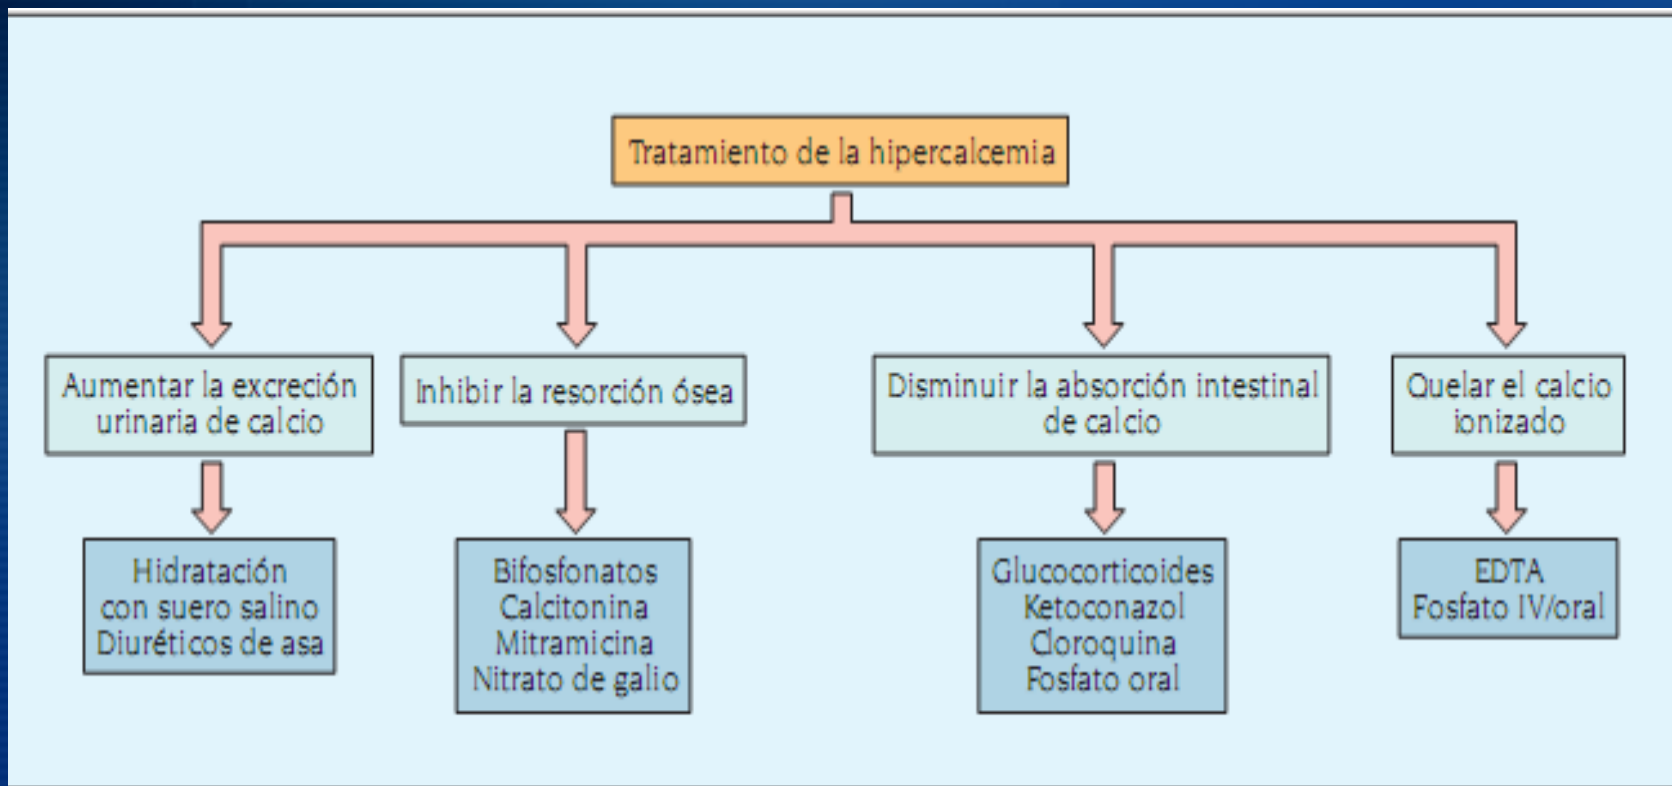 Tratamiento de la hipercalcemia
Aumentar la excreción
urinaria de calcio
Inhibir la resorción ósea
Disminuir la absorción intestinal
de calcio
Quelar el calcio
ionizado
Hidratación
con suero salino
Diuréticos de asa
Bifosfonatos
Calcitonina
Mitramicina
Nitrato de galio
Glucocorticoides
Ketoconazol
Cloroquina
Fosfato oral
EDTA
Fosfato IV/oral